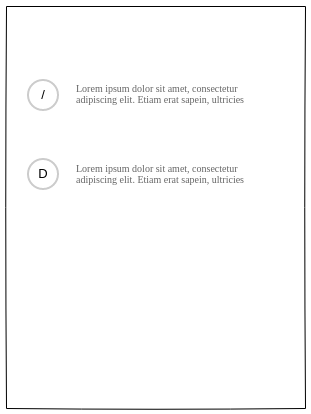 /
Lorem ipsum dolor sit amet, consectetur
adipiscing elit. Etiam erat sapein, ultricies
D
Lorem ipsum dolor sit amet, consectetur
adipiscing elit. Etiam erat sapein, ultricies